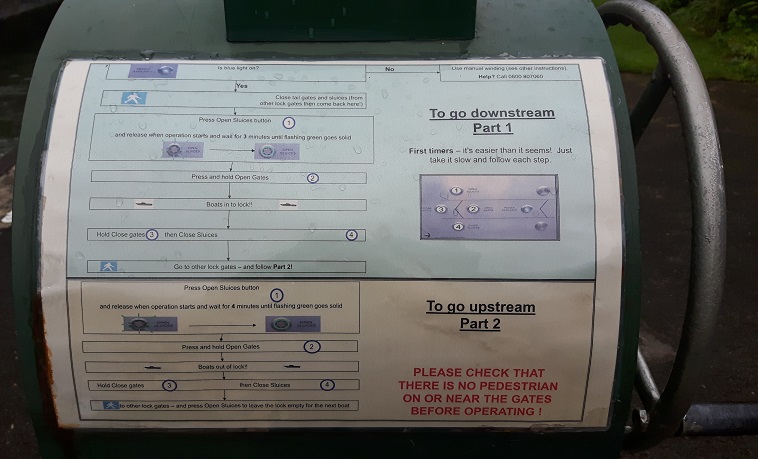 Is blue light on?
No
Use manual winding (see other instructions).
Help? Call 0800 807060
Yes
Close tail gates and sluices (from
other lock gates then come back here!)
Press Open Sluices button 1
and release when operation starts and wait for 3 minutes until flashing green goes solid
Press and hold Open Gates 2
Boats in to lock!!
Hold Close gates 3 then Close Sluices 4
Go to other lock gates – and follow Part 2!
To go downstream
Part 1
First timers – it's easier than it seems! Just
take it slow and follow each step.
1
3 2
4
Press Open Sluices button
1
and release when operation starts and wait for 4 minutes until flashing green goes solid
Press and hold Open Gates 2
Boats out of lock?
Hold Close gates 3 then Close Sluices 4
to other lock gates – and press Open Sluices to leave the lock empty for the next boat
To go upstream
Part 2
PLEASE CHECK THAT
THERE IS NO PEDESTRIAN
ON OR NEAR THE GATES
BEFORE OPERATING !